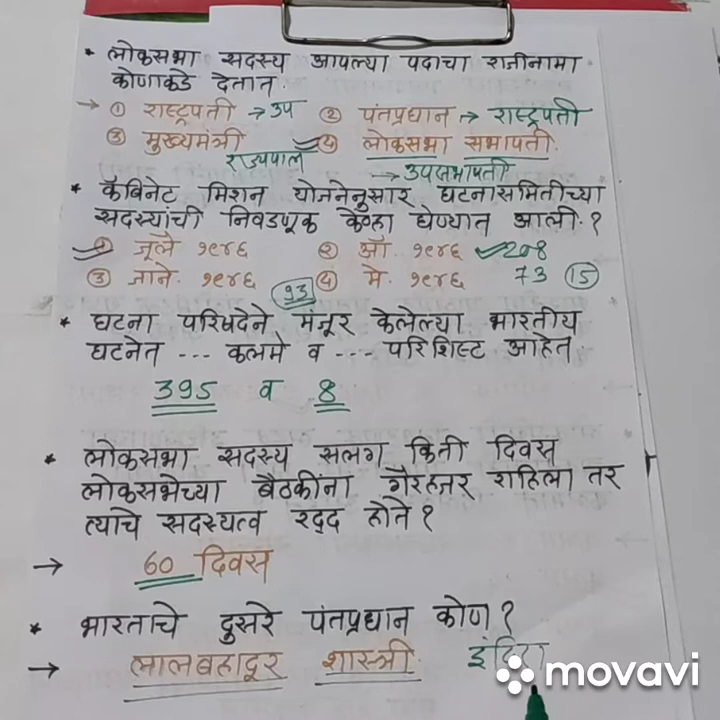 * लोकसभा सदस्य आपल्या पदाचा राजीनामा
कोणाकडे देतात.
→ ① राष्ट्रपती → उप ② पंतप्रधान → राष्ट्रपती
③ मुख्यमंत्री ④ लोकसभा सभापती.
राज्यपाल → उपसभापती
* कॅबिनेट मिशन योजनेनुसार घटनासमितीच्या
सदस्यांची निवडणूक केव्हा घेण्यात आली.?
① जूलै १९४६ ② ऑ. १९४६ 208
③ जाने. १९४६ ④ मे. १९४६ 73 15
93
* घटना परिषदेने मंजूर केलेल्या भारतीय
घटनेत --- कलमे व --- परिशिस्ट आहेत.
395 व 8
* लोकसभा सदस्य सलग किती दिवस
लोकसभेच्या बैठकींना गैरहजर राहिला तर
त्याचे सदस्यत्व रद्द होते?
→ 60 दिवस
* भारताचे दुसरे पंतप्रधान कोण?
→ लालबहादूर शास्त्री
movavi